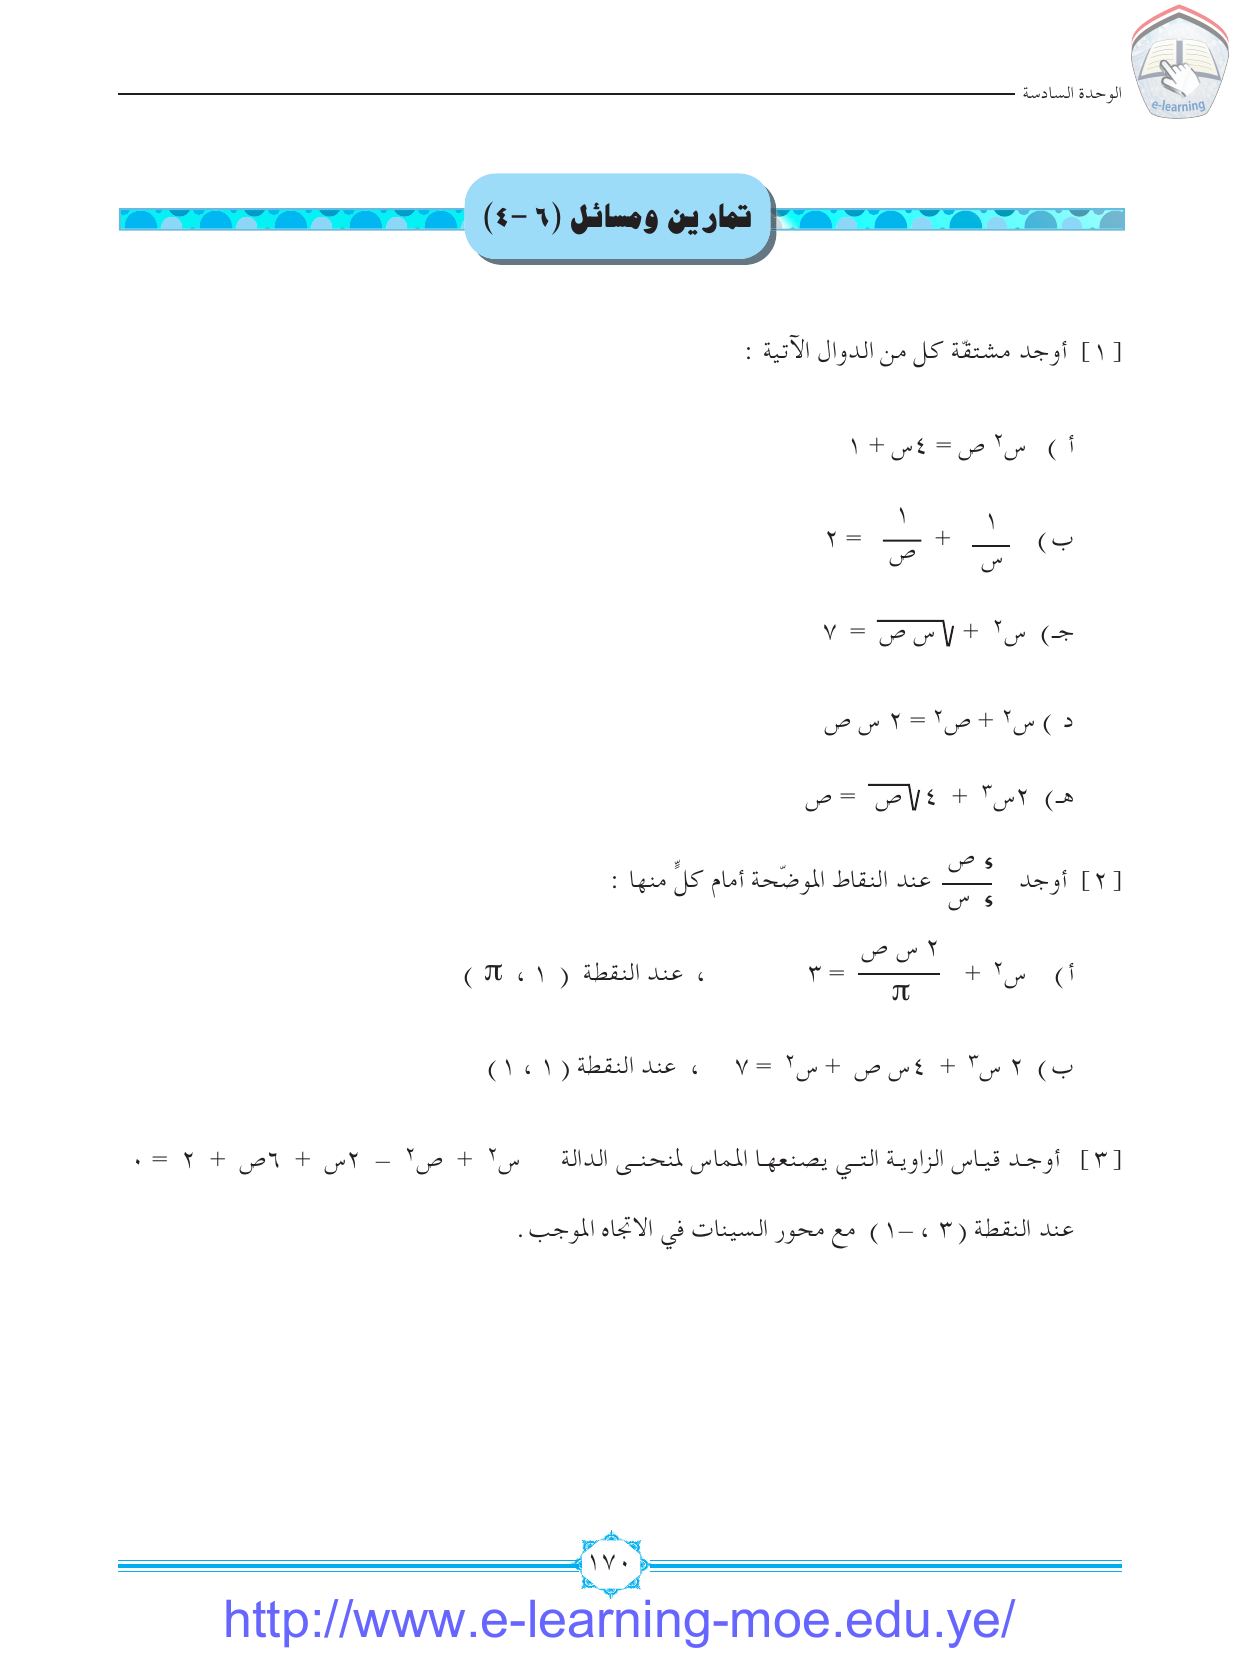 e-learning
الوحدة السادسة
تمارين ومسائل (٦ -٤)
[١] أوجد مشتقّة كل من الدوال الآتية :
أ ) س٢ ص = ٤س + ١
ب) ١/س + ١/ص = ٢
جـ) س٢ + √(س ص) = ٧
د ) س٢ + ص٢ = ٢ س ص
هـ) ٢س٣ + ٤√ص = ص
[٢] أوجد ء ص/ء س عند النقاط الموضّحة أمام كلٍّ منها :
أ) س٢ + ٢ س ص/π = ٣ ، عند النقطة ( ١ ، π )
ب) ٢ س٣ + ٤س ص + س٢ = ٧ ، عند النقطة (١ ، ١)
[٣] أوجد قياس الزاوية التي يصنعها المماس لمنحنى الدالة س٢ + ص٢ – ٢س + ٦ص + ٢ = ٠
عند النقطة (٣ ، –١) مع محور السينات في الاتجاه الموجب .
١٧٠
http://www.e-learning-moe.edu.ye/